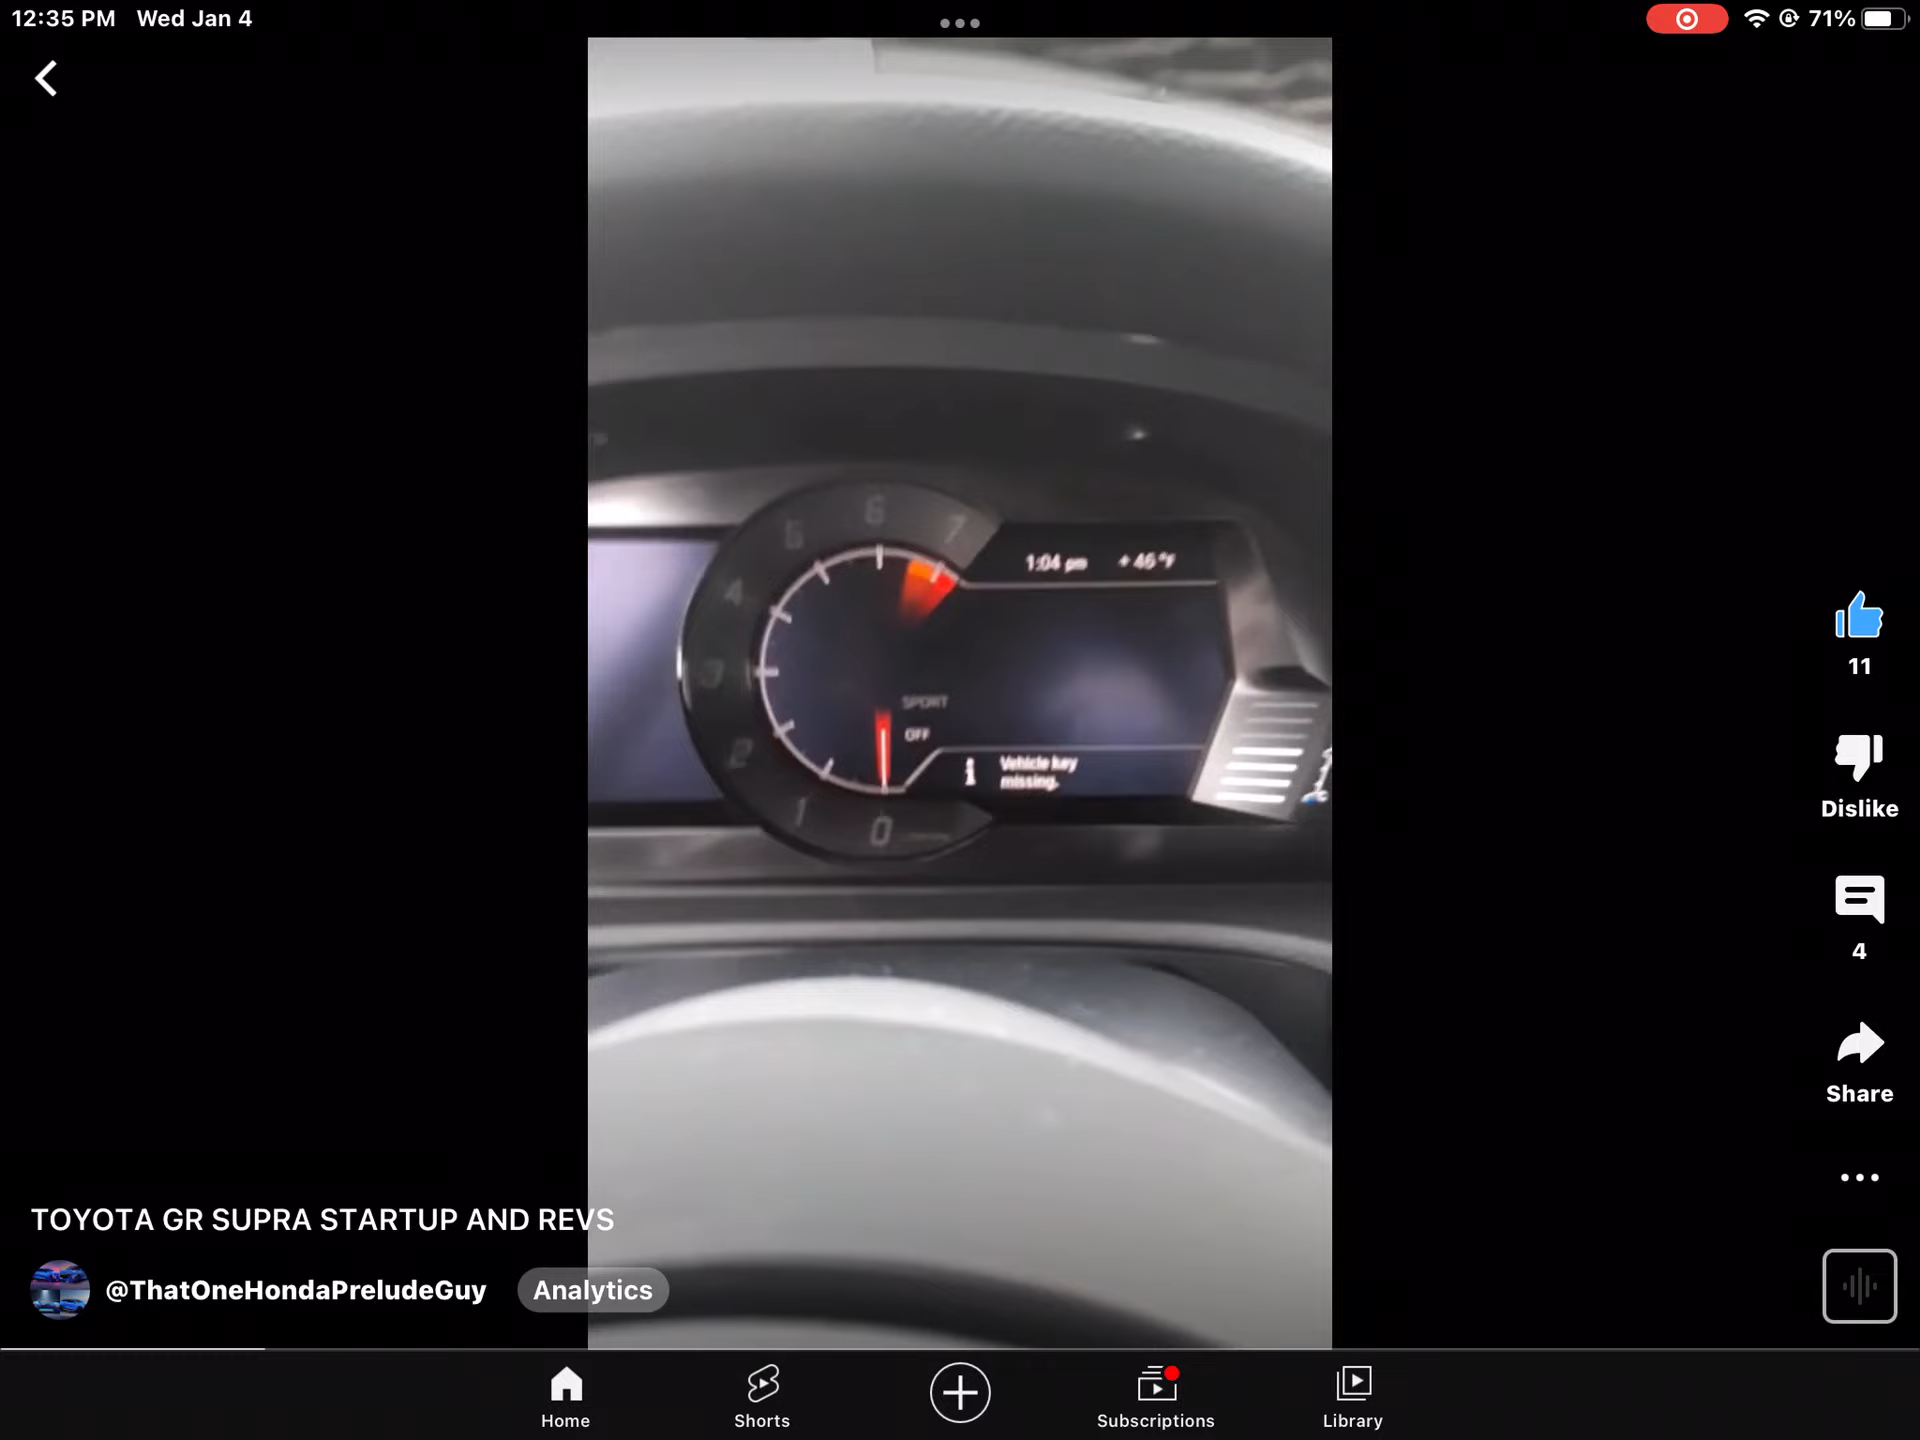 12:35 PM Wed Jan 4
71%
5
6
7
4
3
2
1
0
1:04 pm +46°F
SPORT
OFF
Vehicle key
missing.
11
Dislike
4
Share
TOYOTA GR SUPRA STARTUP AND REVS
@ThatOneHondaPreludeGuy Analytics
Home Shorts Subscriptions Library